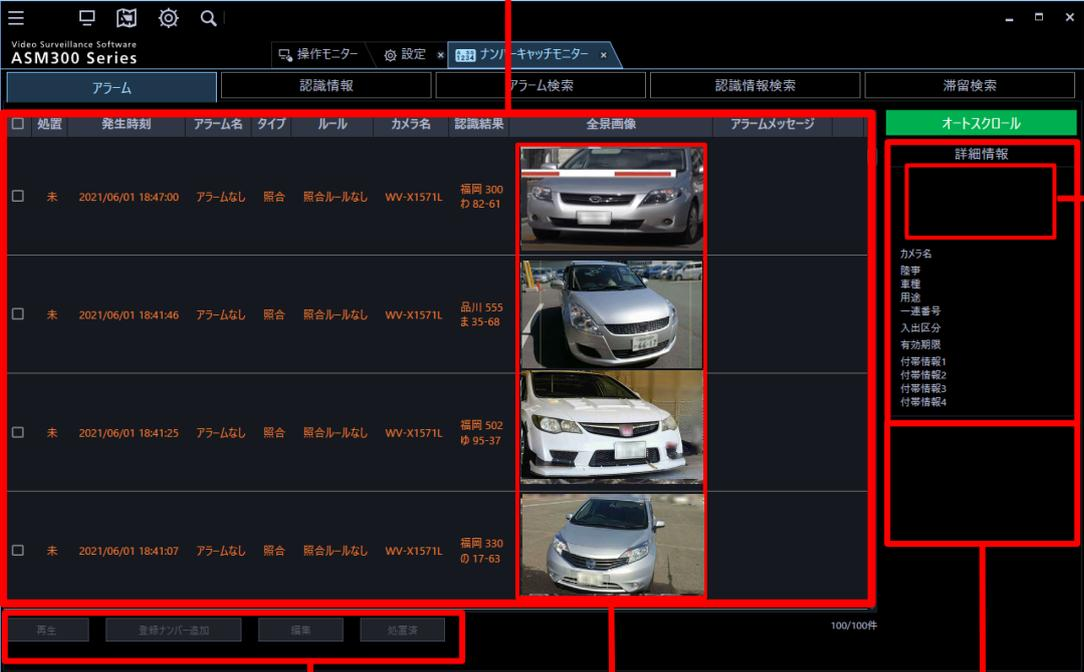 Video Surveillance Software
ASM300 Series
操作モニター
設定 ×
ナンバーキャッチモニター ×
アラーム
認識情報
アラーム検索
認識情報検索
滞留検索
処置 発生時刻 アラーム名 タイプ ルール カメラ名 認識結果 全景画像 アラームメッセージ
未 2021/06/01 18:47:00 アラームなし 照合 照合ルールなし WV-X1571L 福岡 300
わ 82-61
未 2021/06/01 18:41:46 アラームなし 照合 照合ルールなし WV-X1571L 品川 555
ま 35-68
未 2021/06/01 18:41:25 アラームなし 照合 照合ルールなし WV-X1571L 福岡 502
ゆ 95-37
未 2021/06/01 18:41:07 アラームなし 照合 照合ルールなし WV-X1571L 福岡 330
の 17-63
再生
登録ナンバー追加
編集
処置済
100/100件
オートスクロール
詳細情報
カメラ名
陸事
車種
用途
一連番号
入出区分
有効期限
付帯情報1
付帯情報2
付帯情報3
付帯情報4